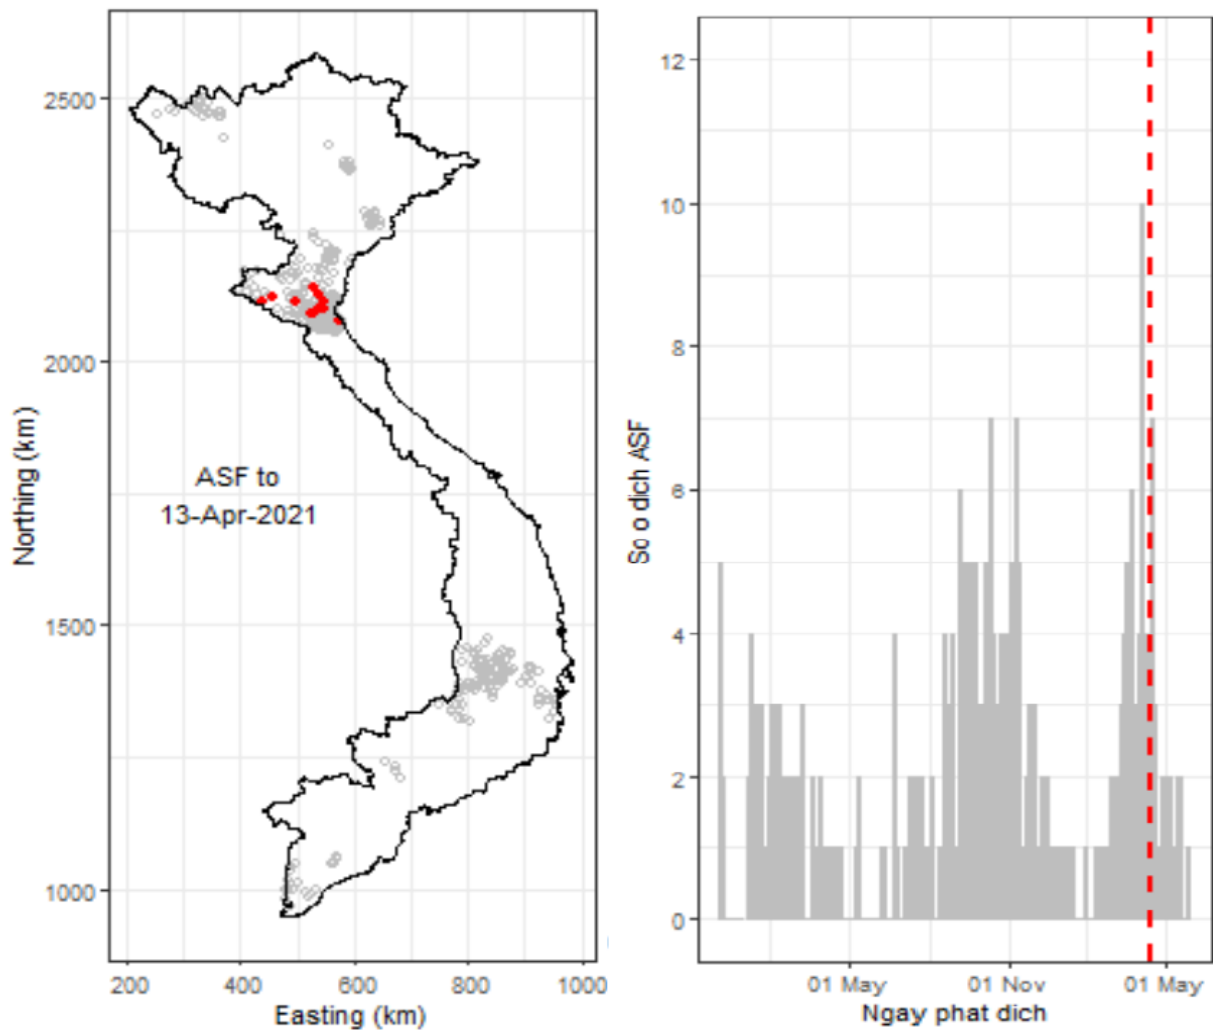 2500
2000
1500
1000
Northing (km)
ASF to
13-Apr-2021
200 400 600 800 1000
Easting (km)
12
10
8
6
4
2
0
So o dich ASF
01 May 01 Nov 01 May
Ngay phat dich